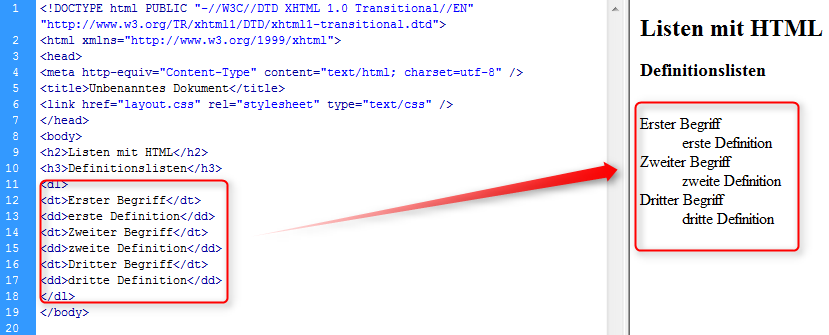 1 <!DOCTYPE html PUBLIC "-//W3C//DTD XHTML 1.0 Transitional//EN"
"http://www.w3.org/TR/xhtml1/DTD/xhtml1-transitional.dtd">
2 <html xmlns="http://www.w3.org/1999/xhtml">
3 <head>
4 <meta http-equiv="Content-Type" content="text/html; charset=utf-8" />
5 <title>Unbenanntes Dokument</title>
6 <link href="layout.css" rel="stylesheet" type="text/css" />
7 </head>
8 <body>
9 <h2>Listen mit HTML</h2>
10 <h3>Definitionslisten</h3>
11 <dl>
12 <dt>Erster Begriff</dt>
13 <dd>erste Definition</dd>
14 <dt>Zweiter Begriff</dt>
15 <dd>zweite Definition</dd>
16 <dt>Dritter Begriff</dt>
17 <dd>dritte Definition</dd>
18 </dl>
19 </body>
20
Listen mit HTML
Definitionslisten
Erster Begriff
erste Definition
Zweiter Begriff
zweite Definition
Dritter Begriff
dritte Definition